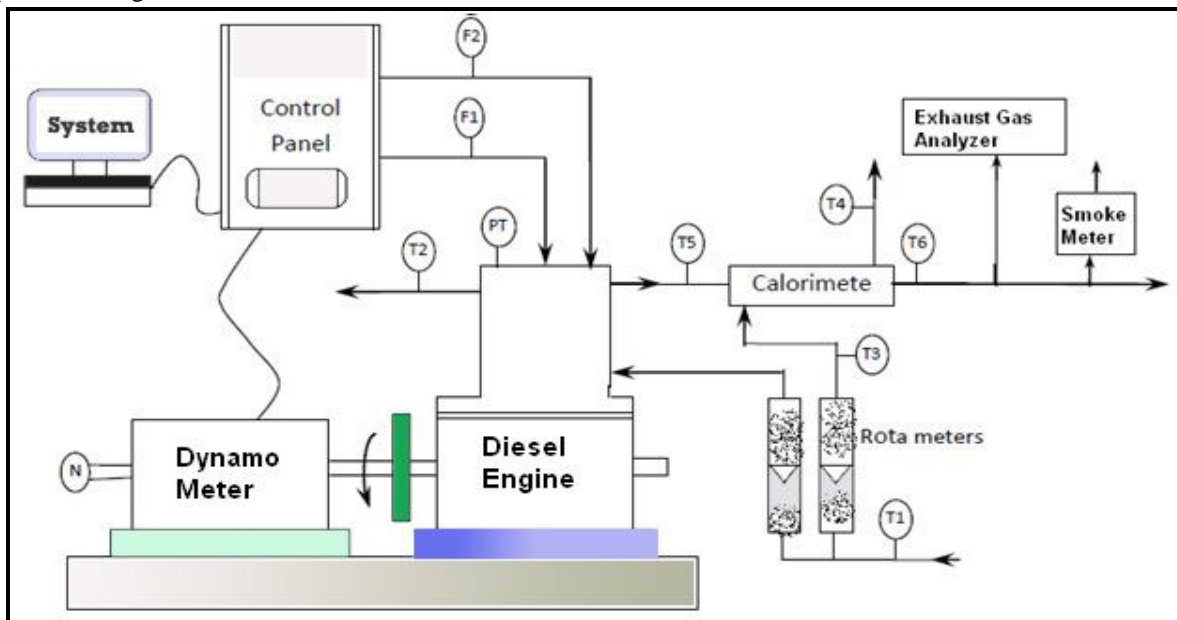 F2
Control
Panel
System
F1
Exhaust Gas
Analyzer
T4
Smoke
Meter
PT
T2
T5
T6
Calorimete
T3
Rota meters
Diesel
Engine
Dynamo
Meter
N
T1